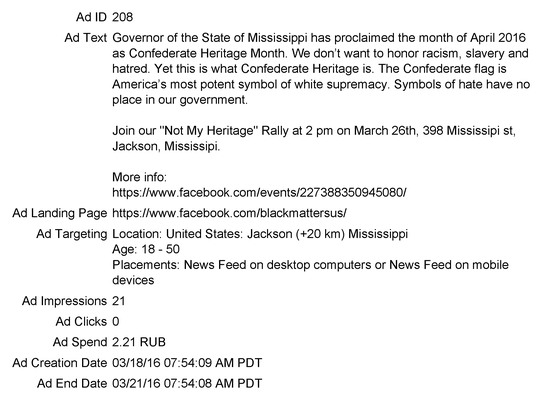 Ad ID 208
Ad Text Governor of the State of Mississippi has proclaimed the month of April 2016
as Confederate Heritage Month. We don't want to honor racism, slavery and
hatred. Yet this is what Confederate Heritage is. The Confederate flag is
America's most potent symbol of white supremacy. Symbols of hate have no
place in our government.
Join our "Not My Heritage" Rally at 2 pm on March 26th, 398 Mississipi st,
Jackson, Mississipi.
More info:
https://www.facebook.com/events/227388350945080/
Ad Landing Page https://www.facebook.com/blackmattersus/
Ad Targeting Location: United States: Jackson (+20 km) Mississippi
Age: 18 - 50
Placements: News Feed on desktop computers or News Feed on mobile
devices
Ad Impressions 21
Ad Clicks 0
Ad Spend 2.21 RUB
Ad Creation Date 03/18/16 07:54:09 AM PDT
Ad End Date 03/21/16 07:54:08 AM PDT